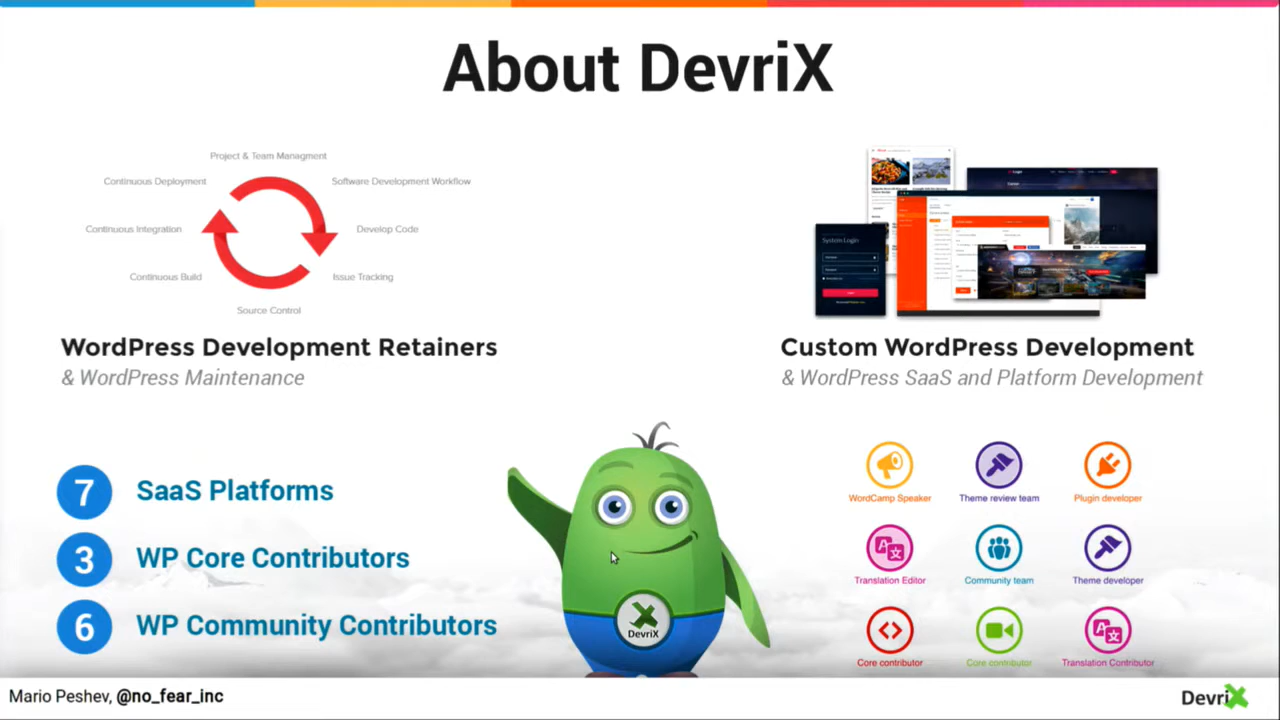 About DevriX
Project & Team Managment
Continuous Deployment
Software Development Workflow
Continuous Integration
Develop Code
Continuous Build
Issue Tracking
Source Control
System Login
WordPress Development Retainers
& WordPress Maintenance
Custom WordPress Development
& WordPress SaaS and Platform Development
7 SaaS Platforms
3 WP Core Contributors
6 WP Community Contributors
DevriX
WordCamp Speaker
Theme review team
Plugin developer
Translation Editor
Community team
Theme developer
Core contributor
Core contributor
Translation Contributor
Mario Peshev, @no_fear_inc
DevriX